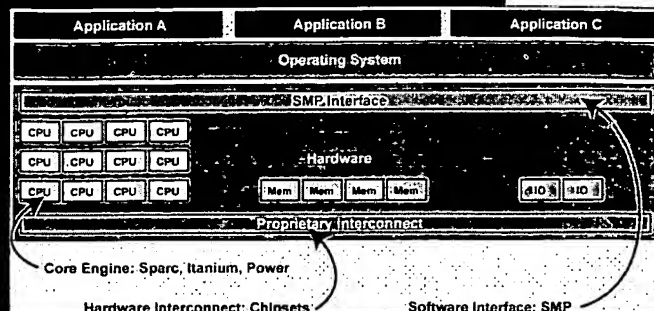 Application A
Application B
Application C
Operating System
SMP Interface
CPU CPU CPU CPU
CPU CPU CPU CPU
Hardware
CPU CPU CPU CPU
Mem Mem Mem Mem
I/O I/O
Proprietary Interconnect
Core Engine: Sparc, Itanium, Power
Hardware Interconnect: Chipsets
Software Interface: SMP